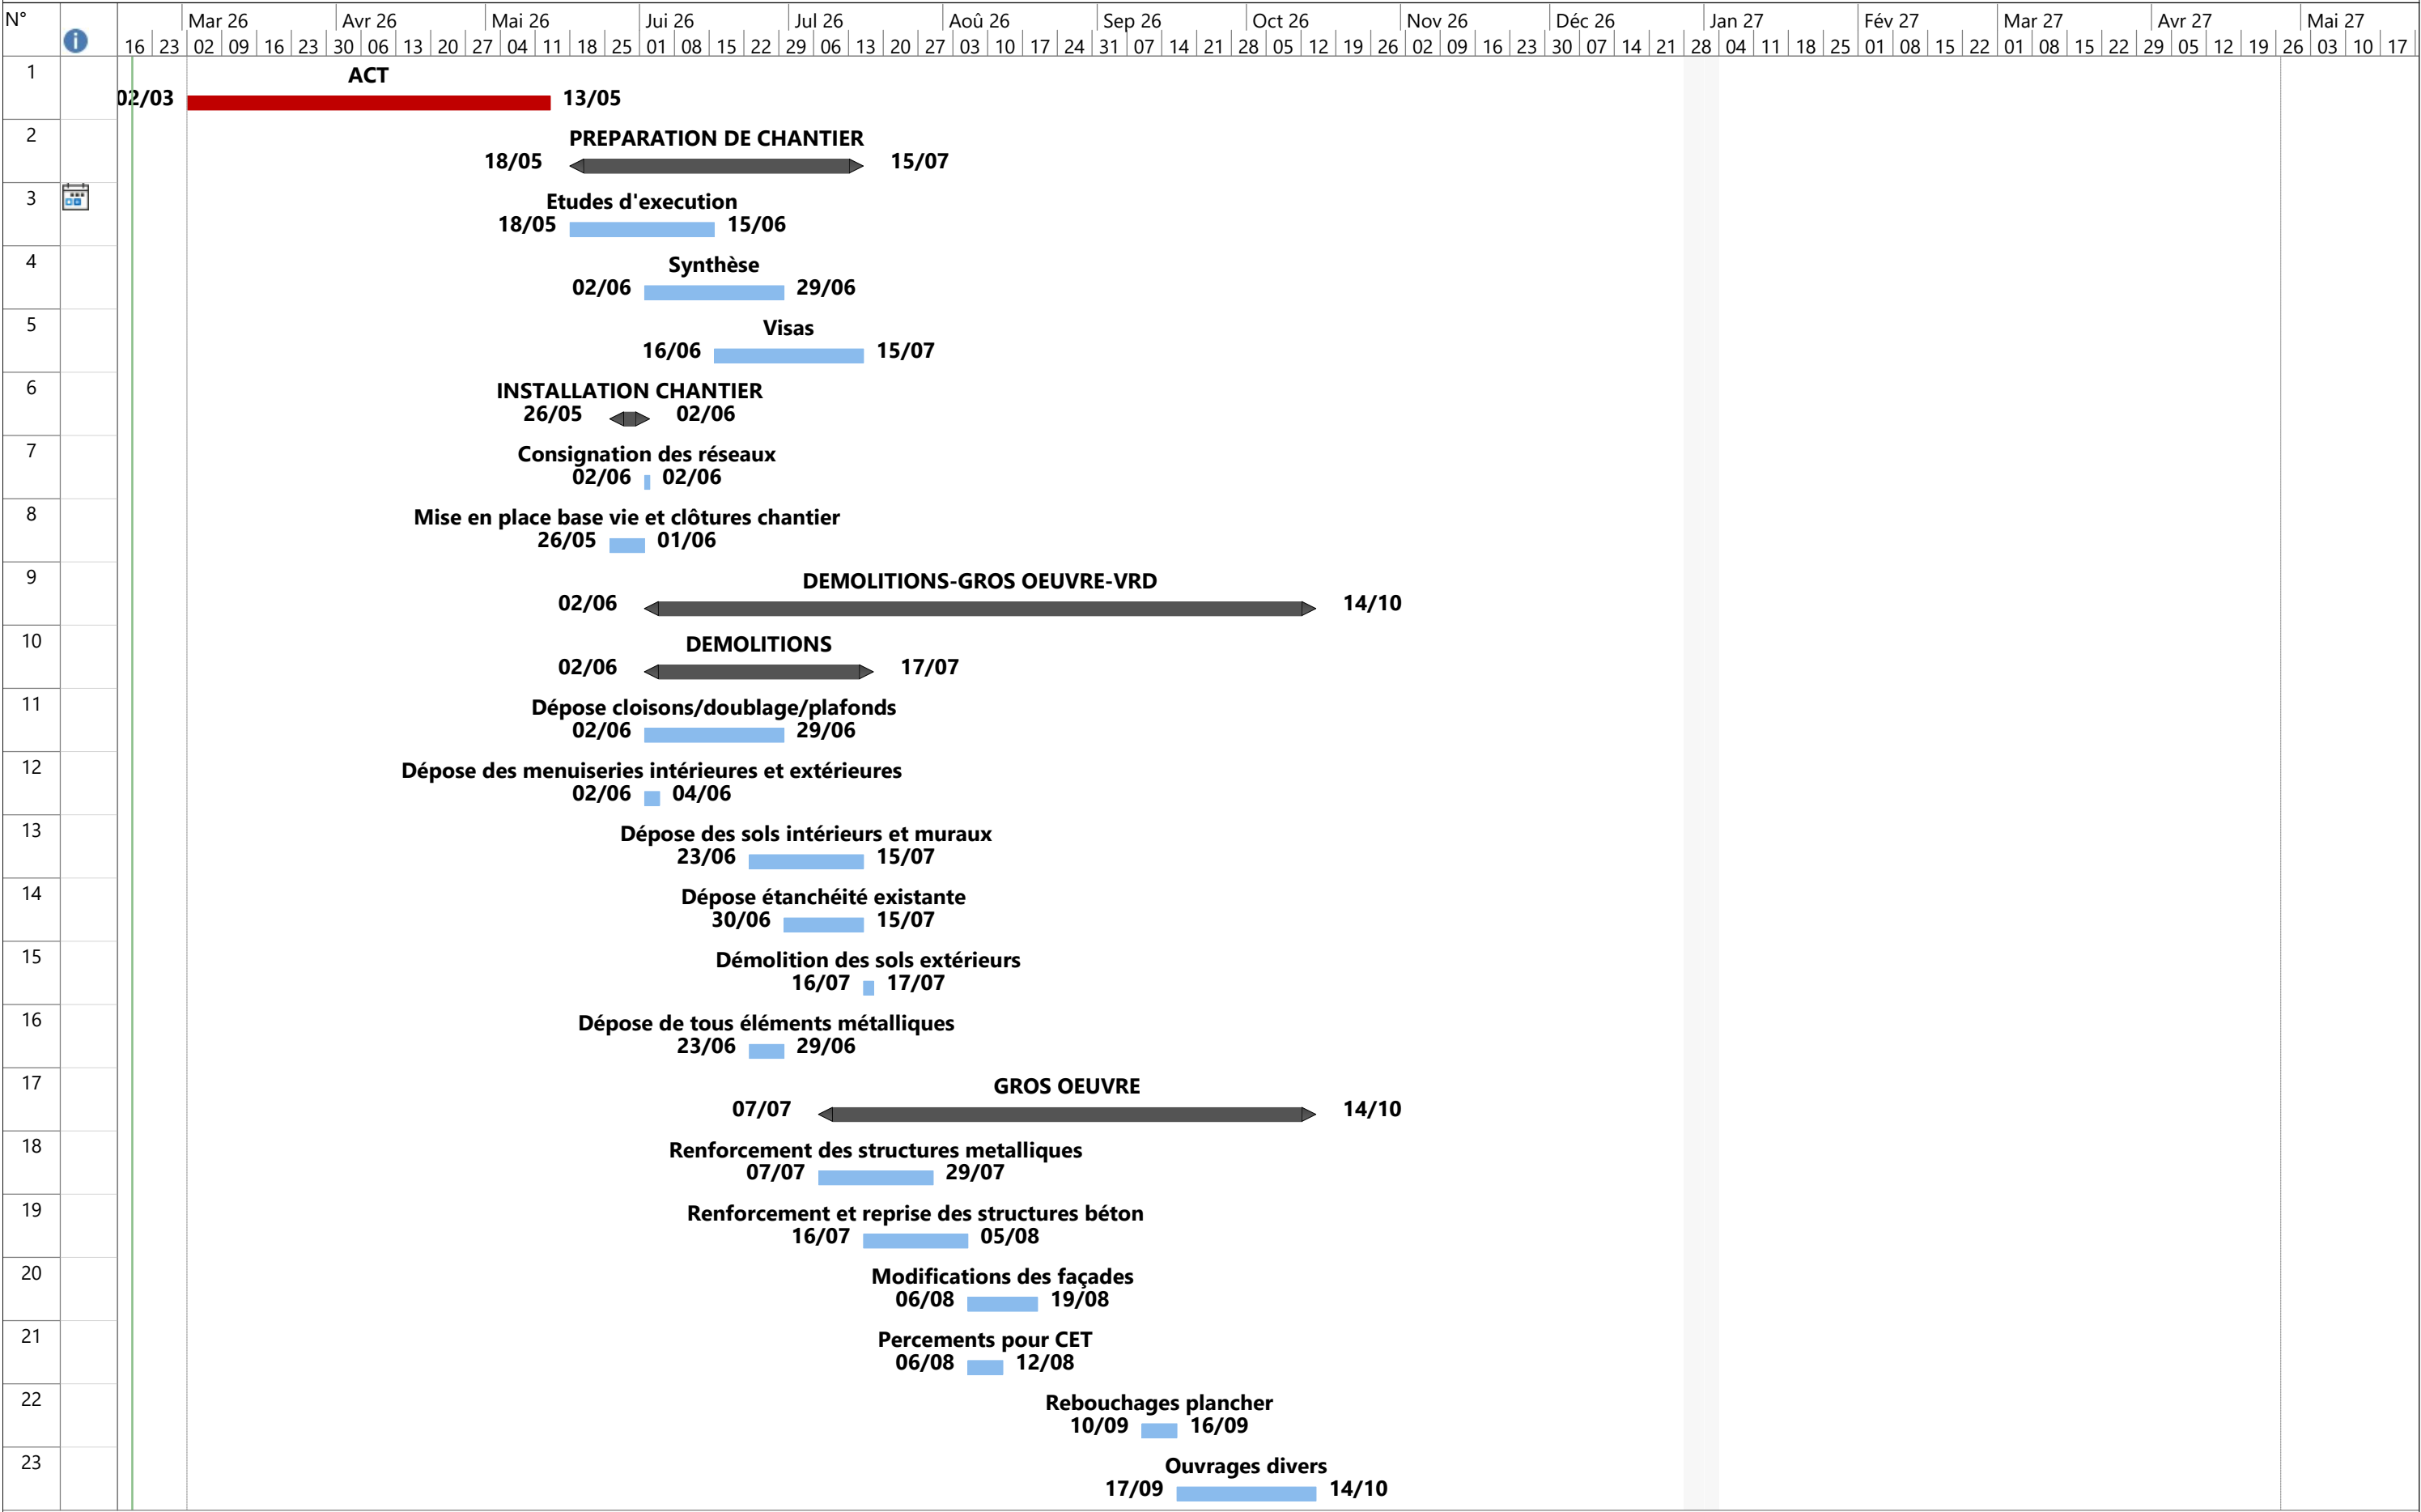 N° Mar 26 Avr 26 Mai 26 Jui 26 Jul 26 Aoû 26 Sep 26 Oct 26 Nov 26 Déc 26 Jan 27 Fév 27 Mar 27 Avr 27 Mai 27
16 23 02 09 16 23 30 06 13 20 27 04 11 18 25 01 08 15 22 29 06 13 20 27 03 10 17 24 31 07 14 21 28 05 12 19 26 02 09 16 23 30 07 14 21 28 04 11 18 25 01 08 15 22 01 08 15 22 29 05 12 19 26 03 10 17
1 ACT
02/03 13/05
2 PREPARATION DE CHANTIER
18/05 15/07
3 Etudes d'execution
18/05 15/06
4 Synthèse
02/06 29/06
5 Visas
16/06 15/07
6 INSTALLATION CHANTIER
26/05 02/06
7 Consignation des réseaux
02/06 02/06
8 Mise en place base vie et clôtures chantier
26/05 01/06
9 DEMOLITIONS-GROS OEUVRE-VRD
02/06 14/10
10 DEMOLITIONS
02/06 17/07
11 Dépose cloisons/doublage/plafonds
02/06 29/06
12 Dépose des menuiseries intérieures et extérieures
02/06 04/06
13 Dépose des sols intérieurs et muraux
23/06 15/07
14 Dépose étanchéité existante
30/06 15/07
15 Démolition des sols extérieurs
16/07 17/07
16 Dépose de tous éléments métalliques
23/06 29/06
17 GROS OEUVRE
07/07 14/10
18 Renforcement des structures metalliques
07/07 29/07
19 Renforcement et reprise des structures béton
16/07 05/08
20 Modifications des façades
06/08 19/08
21 Percements pour CET
06/08 12/08
22 Rebouchages plancher
10/09 16/09
23 Ouvrages divers
17/09 14/10